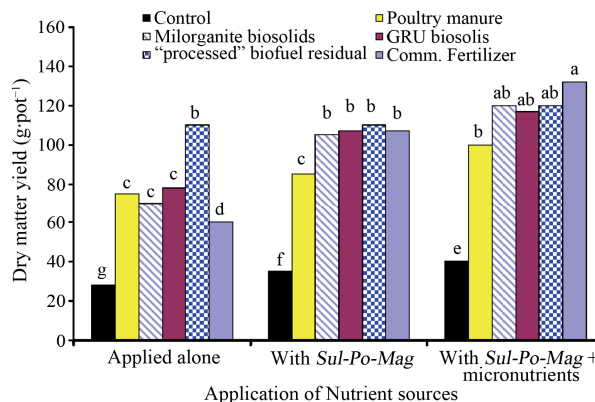 Control
Poultry manure
Milorganite biosolids
GRU biosolis
“processed” biofuel residual
Comm. Fertilizer
160
140
120
100
80
60
40
20
0
Dry matter yield (g·pot⁻¹)
g
c
c
c
b
d
f
c
b
b
b
b
e
b
ab
ab
ab
a
Applied alone
With Sul-Po-Mag
With Sul-Po-Mag +
micronutrients
Application of Nutrient sources